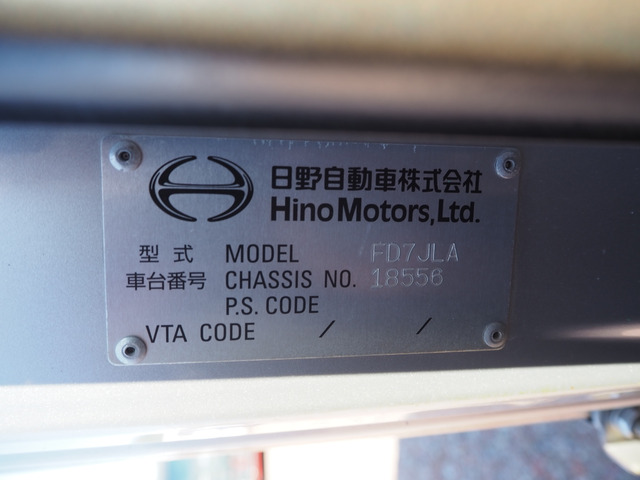 日野自動車株式会社
Hino Motors, Ltd.
型式 MODEL FD7JLA
車台番号 CHASSIS NO. 18556
P.S. CODE
VTA CODE / /